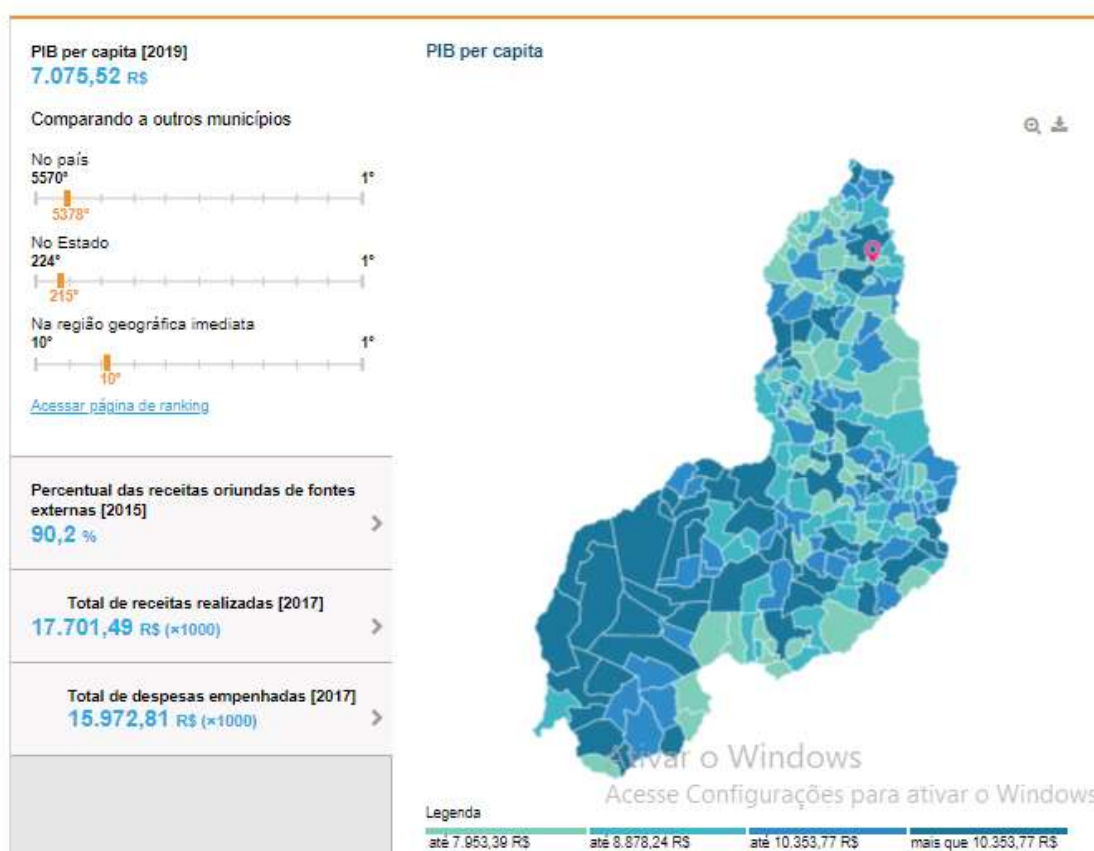 PIB per capita [2019]
7.075,52 R$
Comparando a outros municípios
No país
5570° 1°
5378°
No Estado
224° 1°
215°
Na região geográfica imediata
10° 1°
10°
Acessar página de ranking
Percentual das receitas oriundas de fontes
externas [2015]
90,2 %
Total de receitas realizadas [2017]
17.701,49 R$ (×1000)
Total de despesas empenhadas [2017]
15.972,81 R$ (×1000)
PIB per capita
Ativar o Windows
Acesse Configurações para ativar o Windows
Legenda
até 7.953,39 R$ até 8.878,24 R$ até 10.353,77 R$ mais que 10.353,77 R$